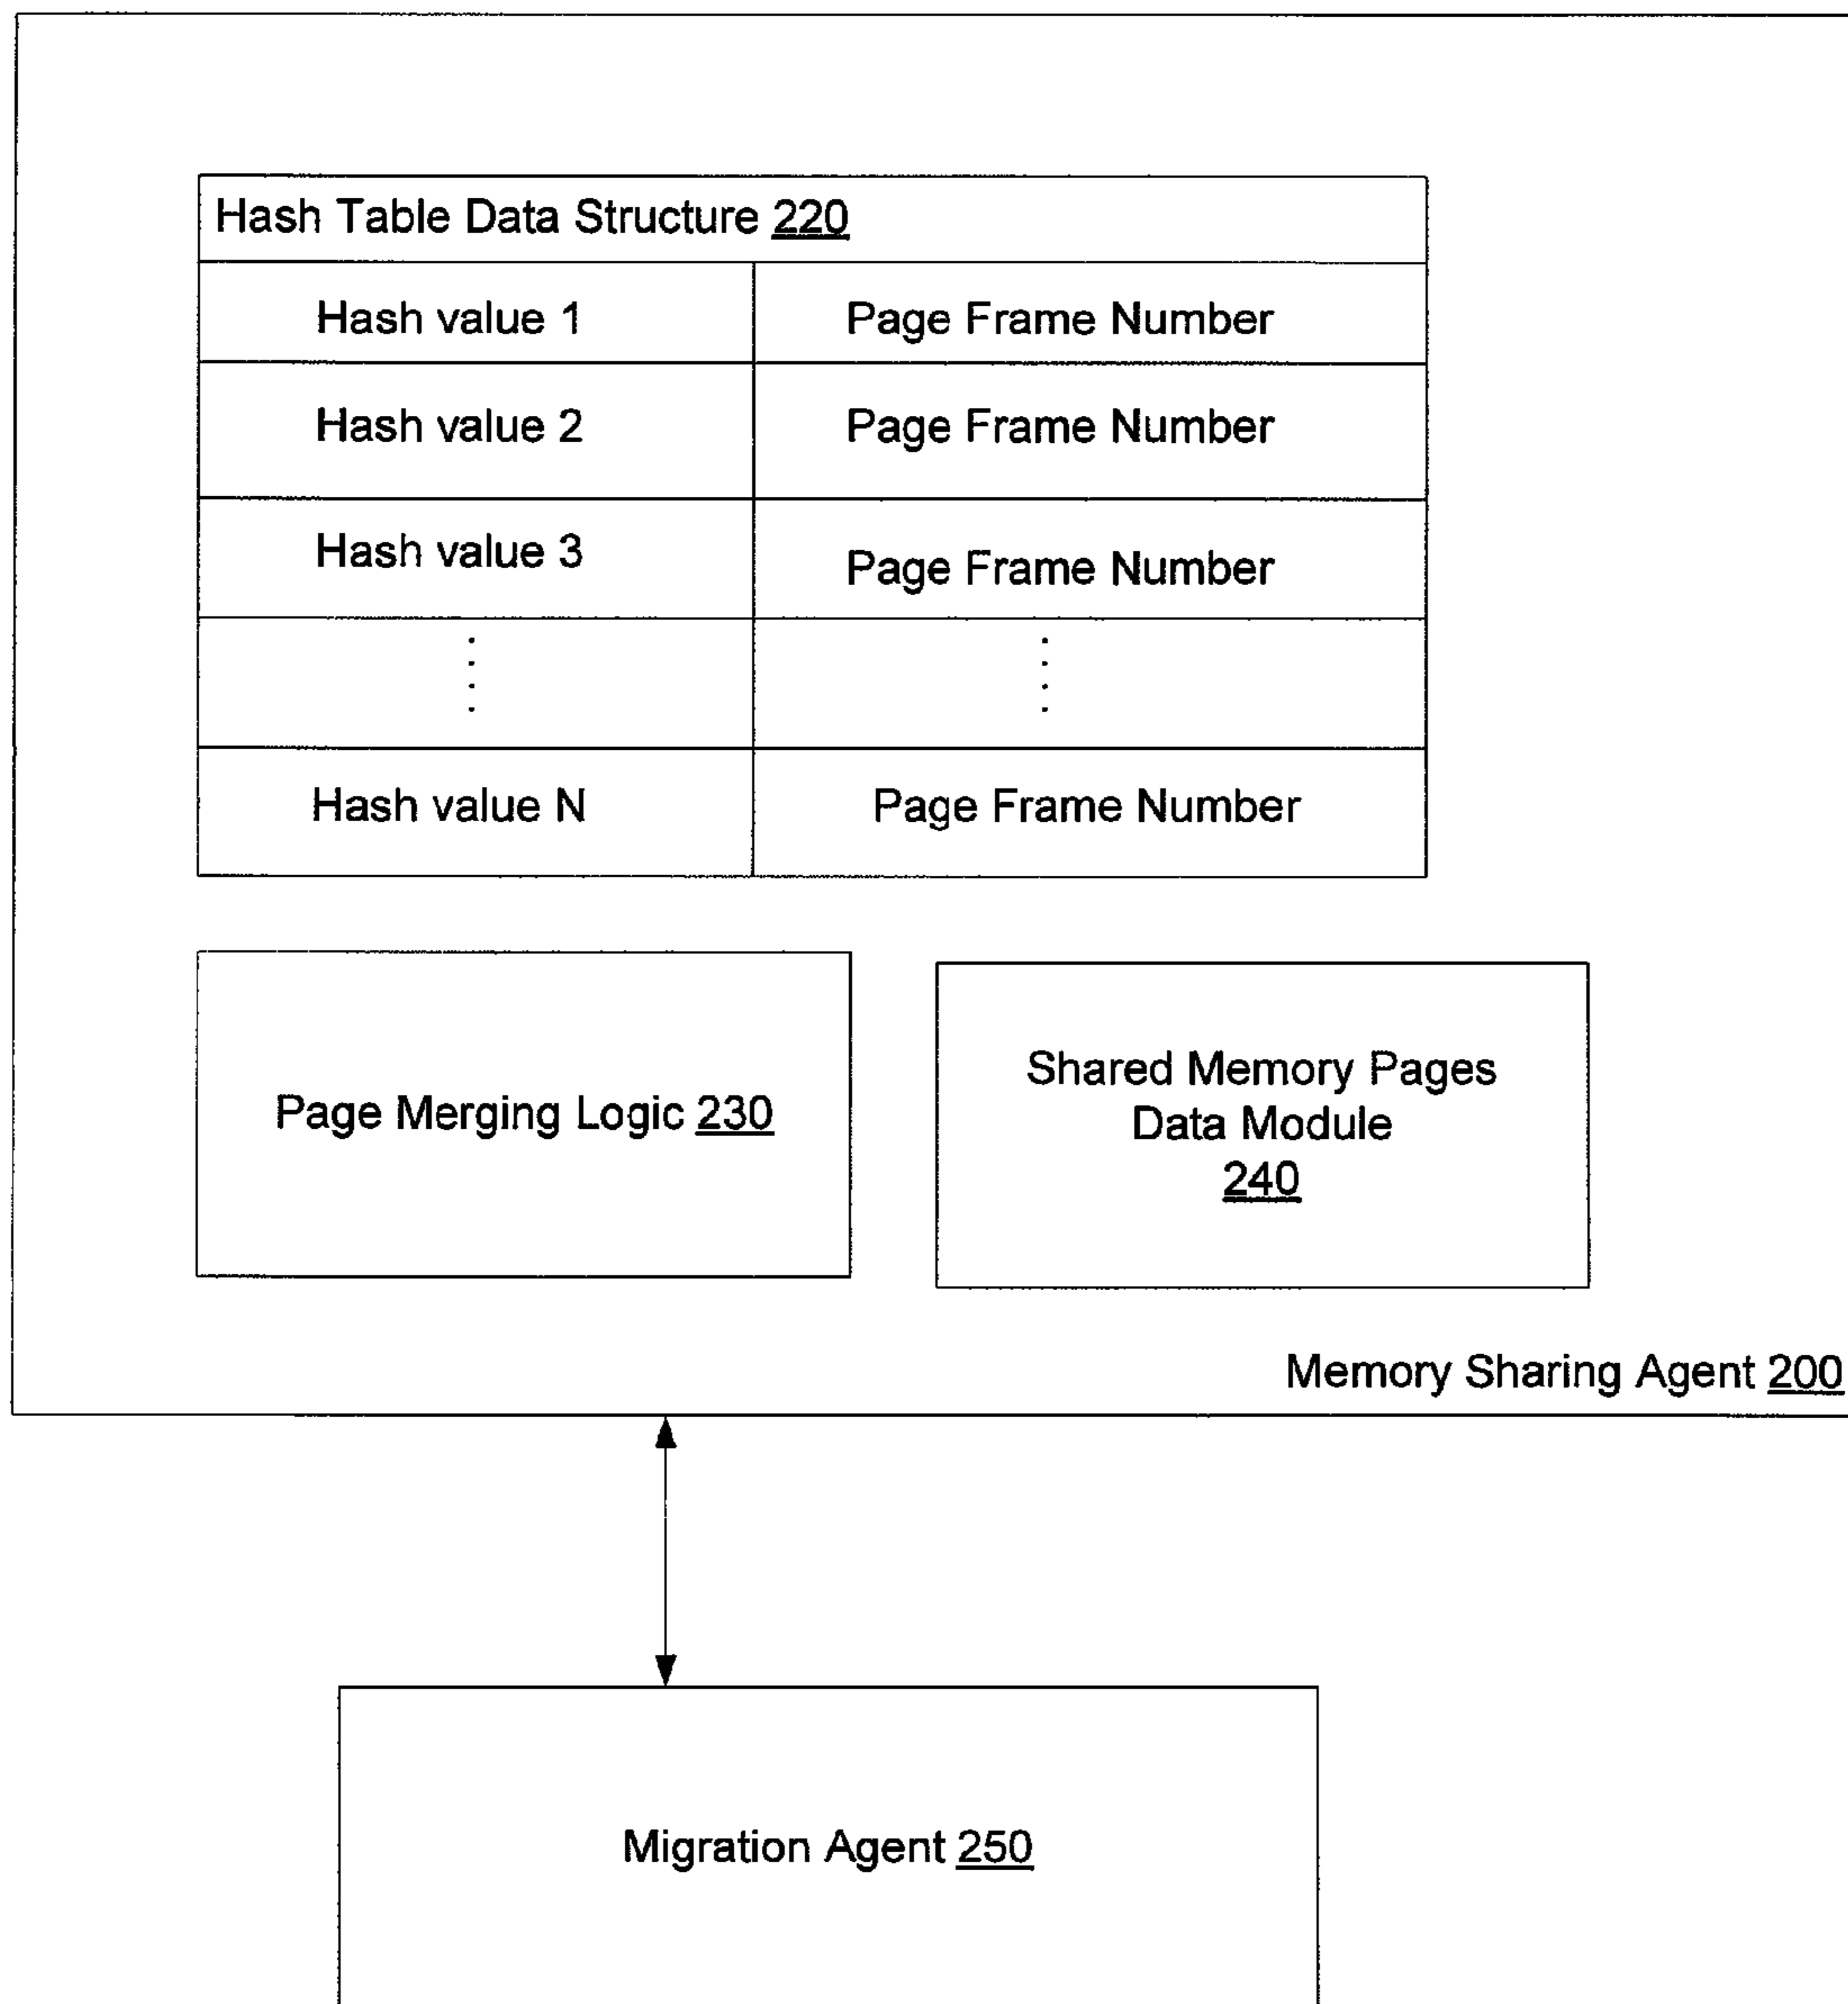 Hash Table Data Structure 220
Hash value 1 Page Frame Number
Hash value 2 Page Frame Number
Hash value 3 Page Frame Number
Hash value N Page Frame Number
Page Merging Logic 230
Shared Memory Pages
Data Module
240
Memory Sharing Agent 200
Migration Agent 250